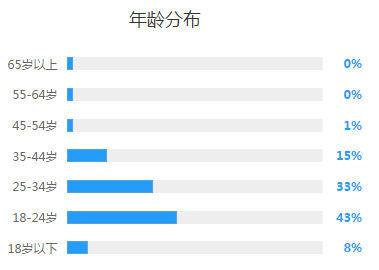 年龄分布
65岁以上 0%
55-64岁 0%
45-54岁 1%
35-44岁 15%
25-34岁 33%
18-24岁 43%
18岁以下 8%